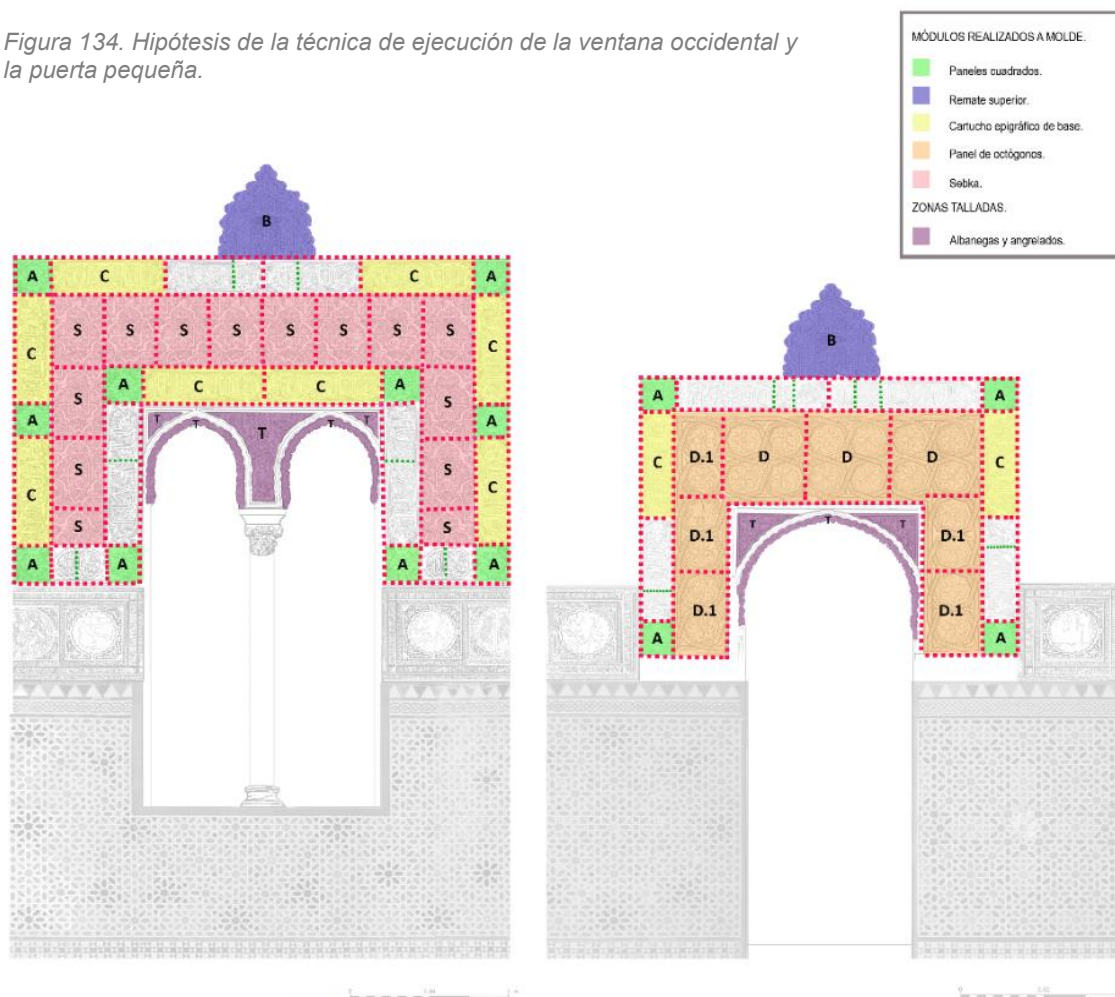 Figura 134. Hipótesis de la técnica de ejecución de la ventana occidental y
la puerta pequeña.
MÓDULOS REALIZADOS A MOLDE.
Paneles cuadrados.
Remate superior.
Cartucho epigráfico de base.
Panel de octógonos.
Sebka.
ZONAS TALLADAS.
Albanegas y angrelados.
B
A C C A
C S S S S S S S S C
A C C A
S S
A A
T T T T T
C S S C
S S
A A A A
B
A A
C D.1 D D D C
T T T
D.1 D.1
D.1 D.1
A A